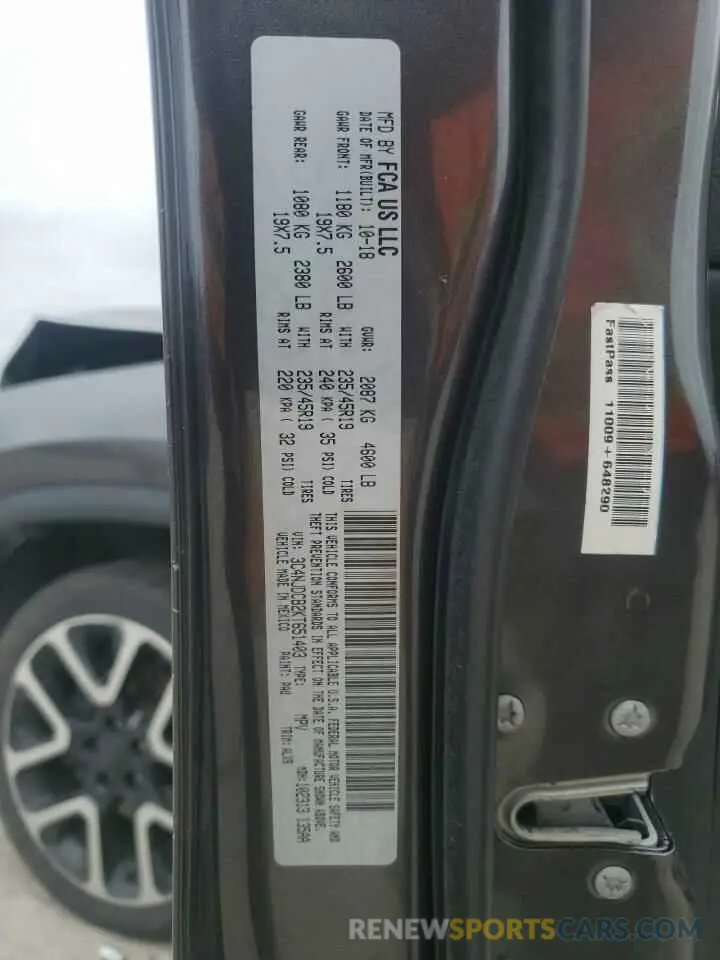 MFD BY FCA US LLC
DATE OF MFR(BUILT): 10-18 GVWR: 2087 KG 4600 LB
GAWR FRONT: 1180 KG 2600 LB WITH 235/45R19 TIRES
19X7.5 RIMS AT 240 KPA ( 35 PSI) COLD
GAWR REAR: 1080 KG 2380 LB WITH 235/45R19 TIRES
19X7.5 RIMS AT 220 KPA ( 32 PSI) COLD
THIS VEHICLE CONFORMS TO ALL APPLICABLE U.S.A. FEDERAL MOTOR VEHICLE SAFETY AND
THEFT PREVENTION STANDARDS IN EFFECT ON THE DATE OF MANUFACTURE SHOWN ABOVE.
VIN: 3C4NJDCB2KT651403 TYPE: MPV MDH:102313 135AA
VEHICLE MADE IN MEXICO PAINT: PAU TRIM:
FastPass 11009+648290
RENEWSPORTSCARS.COM